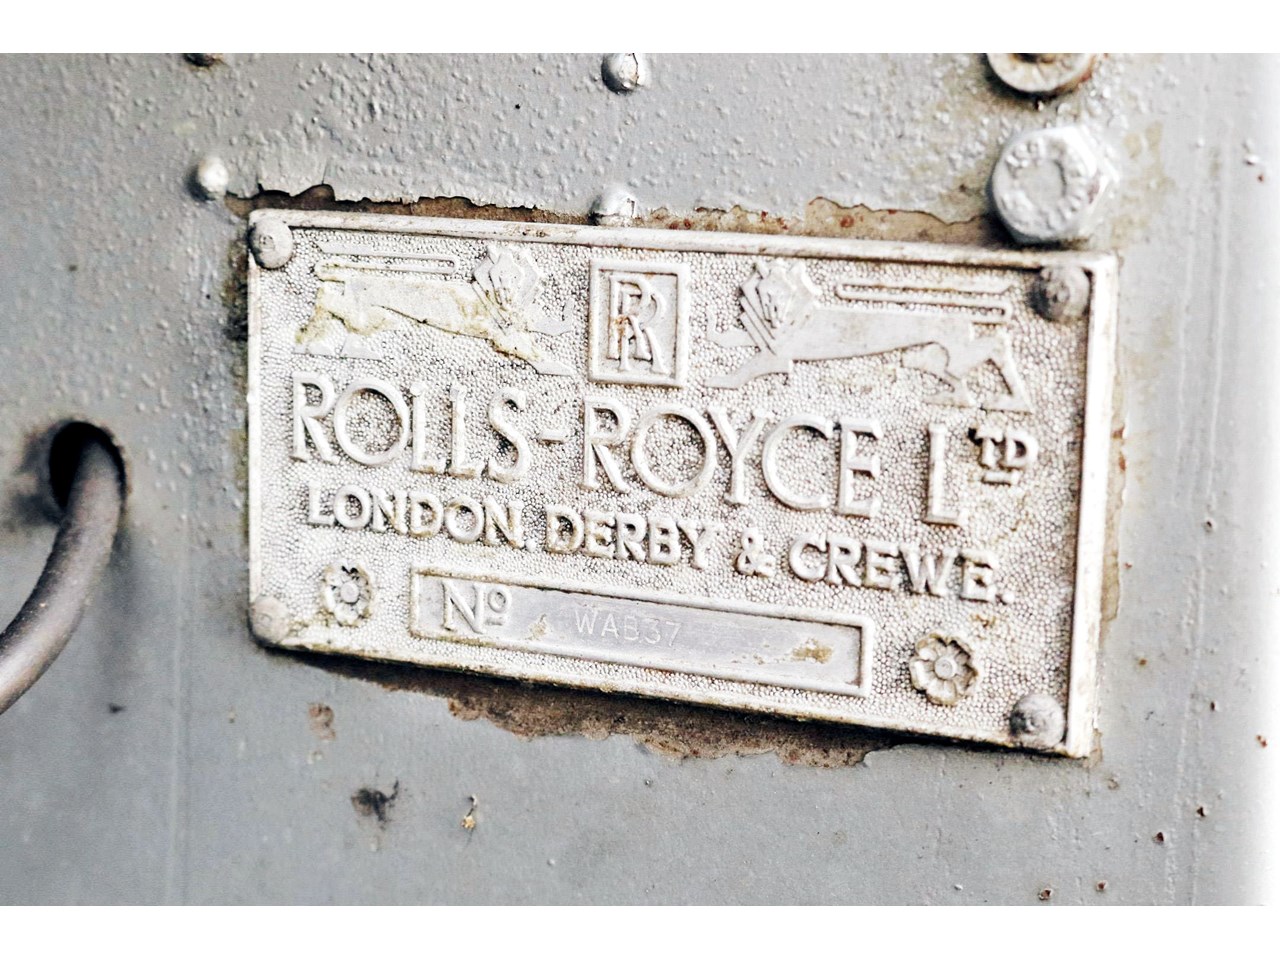 RR
ROLLS-ROYCE LTD
LONDON, DERBY & CREWE.
Nº WAB37